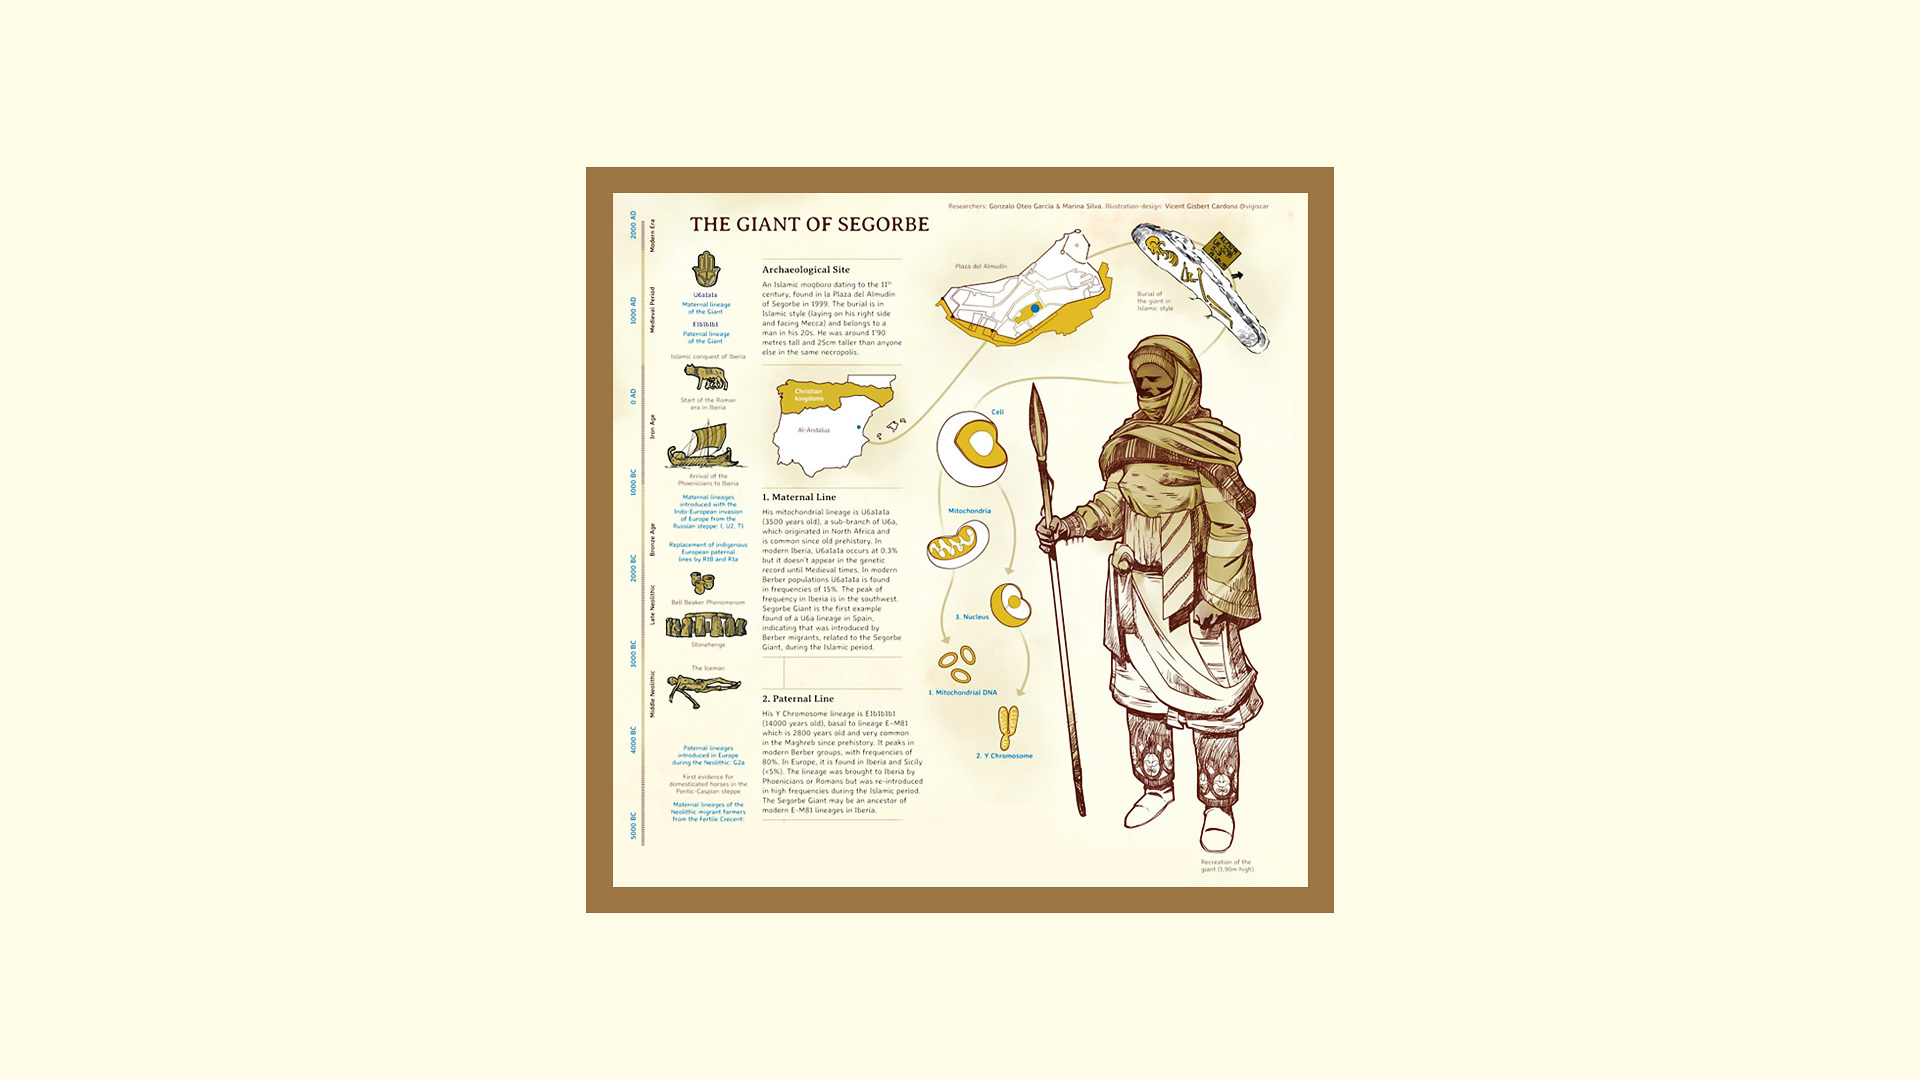 Researchers: Gonzalo Oteo García & Marina Silva. Illustration-design: Vicent Gisbert Cardona @vigiscar
THE GIANT OF SEGORBE
2000 AD
1000 AD
0 AD
1000 BC
2000 BC
3000 BC
4000 BC
5000 BC
Modern Era
Medieval Period
Iron Age
Bronze Age
Late Neolithic
Middle Neolithic
U6a1a1a
Maternal lineage
of the Giant
E1b1b1b1
Paternal lineage
of the Giant
Islamic conquest of Iberia
Start of the Roman
era in Iberia
Arrival of the
Phoenicians to Iberia
Maternal lineages
introduced with the
Indo-European invasion
of Europe from the
Russian steppe: I, U2, T1
Replacement of indigenous
European paternal
lines by R1B and R1a
Bell Beaker Phenomenom
Stonehenge
The Iceman
Paternal lineages
introduced in Europe
during the Neolithic: G2a
First evidence for
domesticated horses in the
Pontic-Caspian steppe
Maternal lineages of the
Neolithic migrant farmers
from the Fertile Crecent:
Archaeological Site
An Islamic maqbara dating to the 11th
century, found in la Plaza del Almudín
of Segorbe in 1999. The burial is in
Islamic style (laying on his right side
and facing Mecca) and belongs to a
man in his 20s. He was around 1'90
metres tall and 25cm taller than anyone
else in the same necropolis.
Christian
kingdoms
Al-Andalus
1. Maternal Line
His mitochondrial lineage is U6a1a1a
(3500 years old), a sub-branch of U6a,
which originated in North Africa and
is common since old prehistory. In
modern Iberia, U6a1a1a occurs at 0.3%
but it doesn't appear in the genetic
record until Medieval times. In modern
Berber populations U6a1a1a is found
in frequencies of 15%. The peak of
frequency in Iberia is in the southwest.
Segorbe Giant is the first example
found of a U6a lineage in Spain,
indicating that was introduced by
Berber migrants, related to the Segorbe
Giant, during the Islamic period.
2. Paternal Line
His Y Chromosome lineage is E1b1b1b1
(14000 years old), basal to lineage E-M81
which is 2800 years old and very common
in the Maghreb since prehistory. It peaks in
modern Berber groups, with frequencies of
80%. In Europe, it is found in Iberia and Sicily
(<5%). The lineage was brought to Iberia by
Phoenicians or Romans but was re-introduced
in high frequencies during the Islamic period.
The Segorbe Giant may be an ancestor of
modern E-M81 lineages in Iberia.
Plaza del Almudín
Burial of
the giant in
Islamic style
Cell
Mitochondria
3. Nucleus
1. Mitochondrial DNA
2. Y Chromosome
Recreation of the
giant (1,90m high)